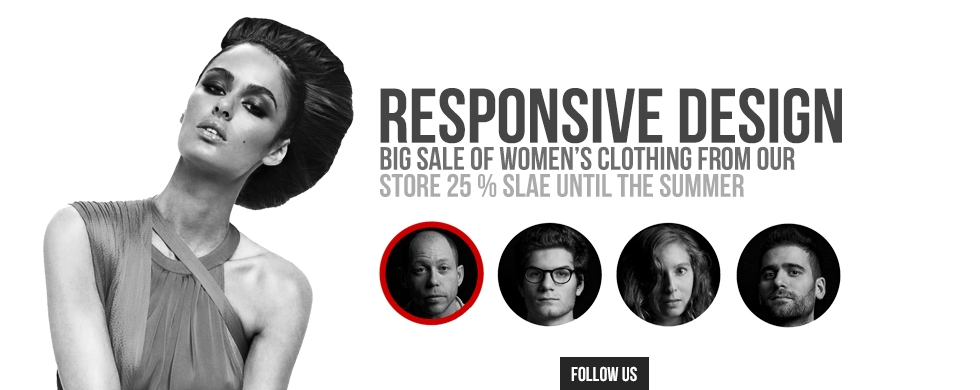 RESPONSIVE DESIGN
BIG SALE OF WOMEN'S CLOTHING FROM OUR
STORE 25 % SLAE UNTIL THE SUMMER
FOLLOW US